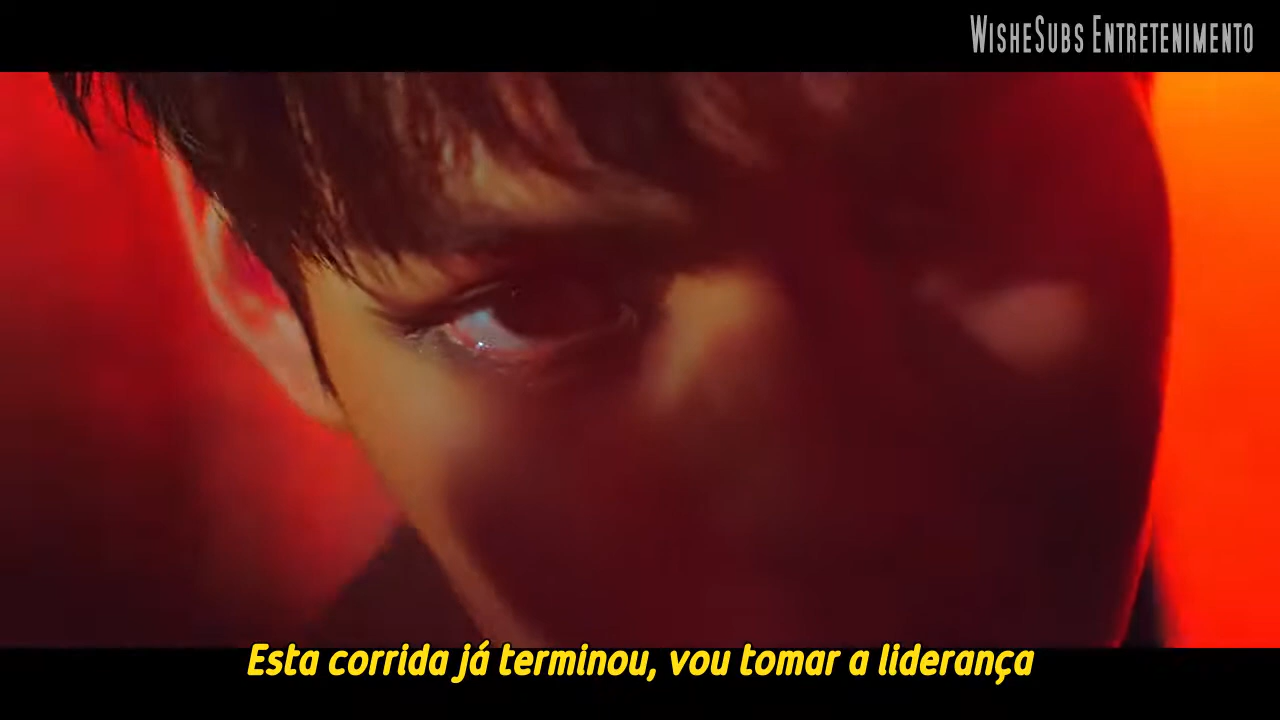 WisheSubs Entretenimento
Esta corrida já terminou, vou tomar a liderança